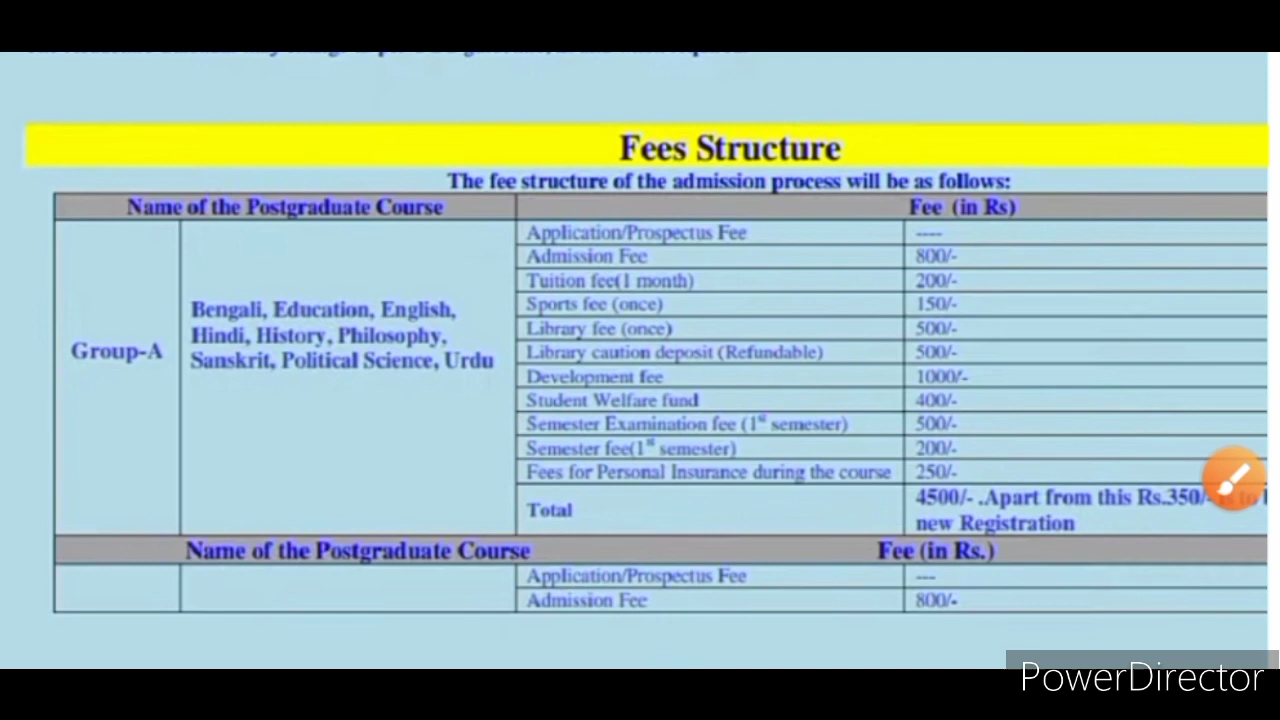 Fees Structure
The fee structure of the admission process will be as follows:
Name of the Postgraduate Course Fee (in Rs)
Application/Prospectus Fee ----
Admission Fee 800/-
Tuition fee(1 month) 200/-
Bengali, Education, English,
Sports fee (once) 150/-
Hindi, History, Philosophy,
Library fee (once) 500/-
Group-A
Sanskrit, Political Science, Urdu
Library caution deposit (Refundable) 500/-
Development fee 1000/-
Student Welfare fund 400/-
Semester Examination fee (1st semester) 500/-
Semester fee(1st semester) 200/-
Fees for Personal Insurance during the course 250/-
Total 4500/- .Apart from this Rs.350/- to
new Registration
Name of the Postgraduate Course Fee (in Rs.)
Application/Prospectus Fee ---
Admission Fee 800/-
PowerDirector